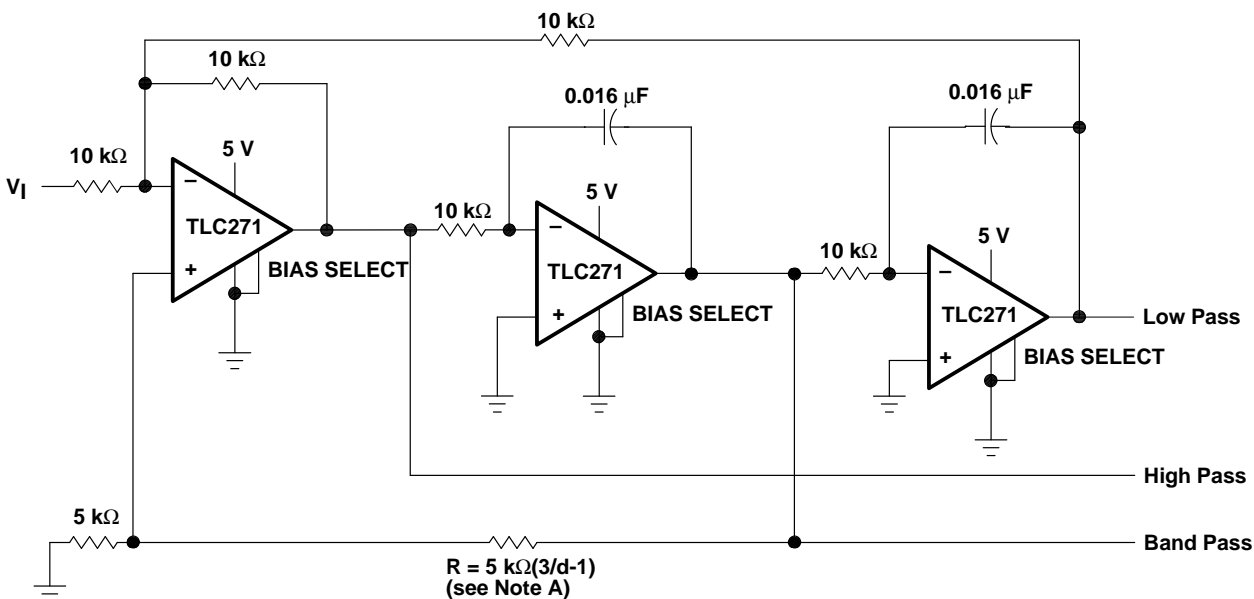 10 kΩ
10 kΩ
0.016 μF
0.016 μF
10 kΩ
5 V
VI
−
TLC271
+
BIAS SELECT
10 kΩ
5 V
−
TLC271
+
BIAS SELECT
10 kΩ
5 V
−
TLC271
+
BIAS SELECT
Low Pass
High Pass
5 kΩ
Band Pass
R = 5 kΩ(3/d-1)
(see Note A)